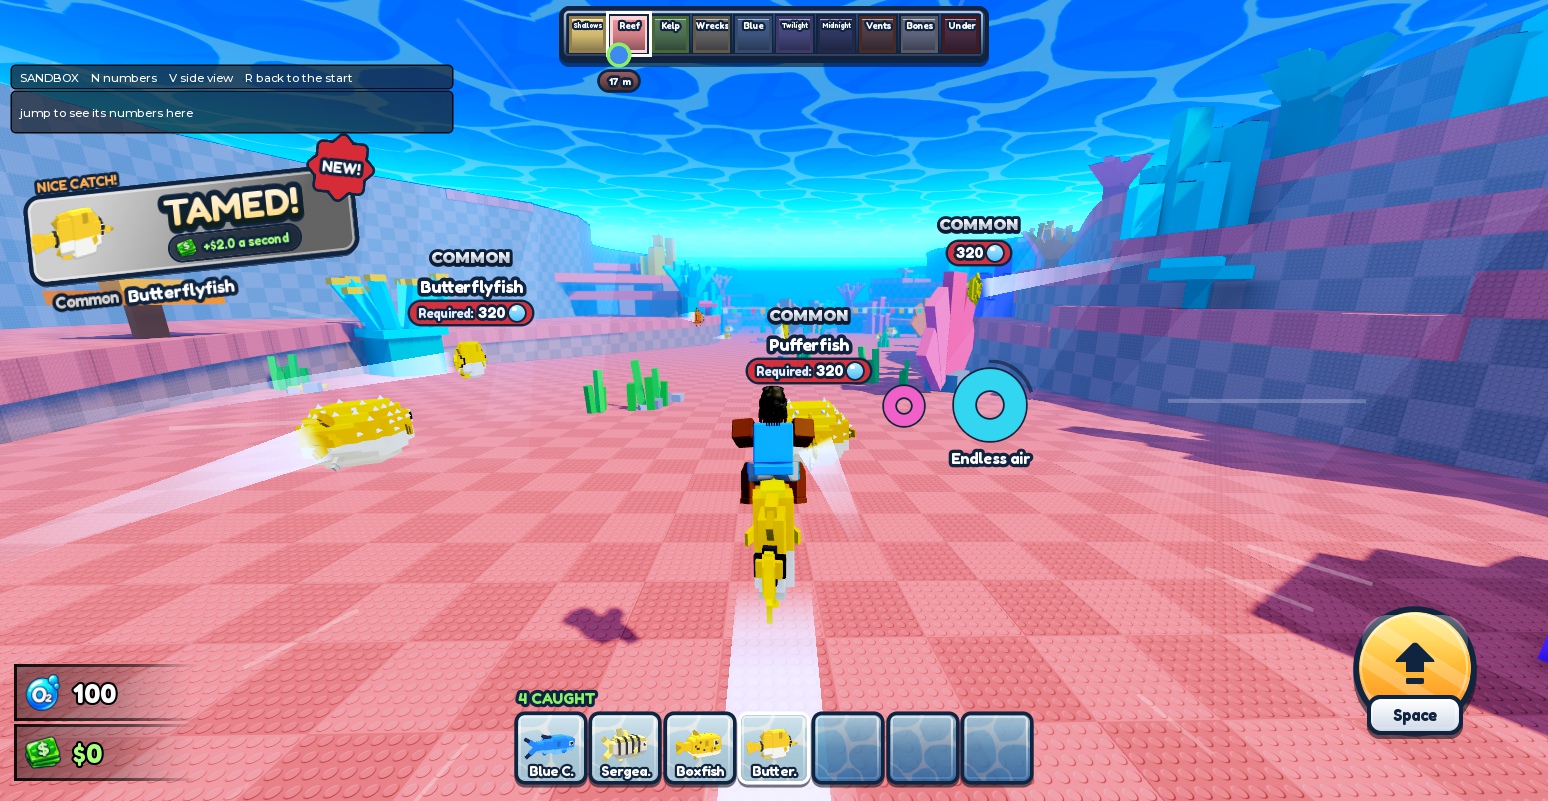 Shallows Reef Kelp Wrecks Blue Twilight Midnight Vents Bones Under
17 m
SANDBOX N numbers V side view R back to the start
jump to see its numbers here
NEW!
NICE CATCH!
TAMED!
+$2.0 a second
Common Butterflyfish
COMMON
Butterflyfish
Required: 320
COMMON
320
COMMON
Pufferfish
Required: 320
Endless air
O2 100
$0
4 CAUGHT
Blue C. Sergea. Boxfish Butter.
Space